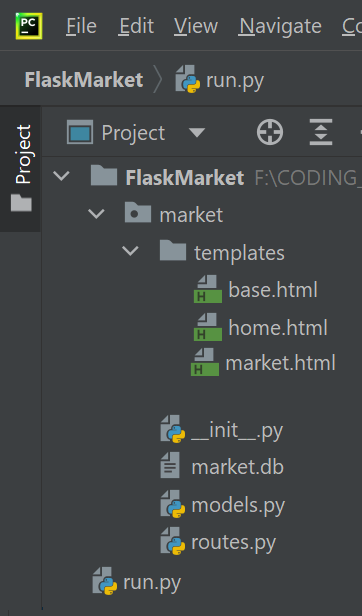 PC File Edit View Navigate
FlaskMarket run.py
Project
Project
FlaskMarket F:\CODING_
market
templates
H base.html
H home.html
H market.html
__init__.py
market.db
models.py
routes.py
run.py